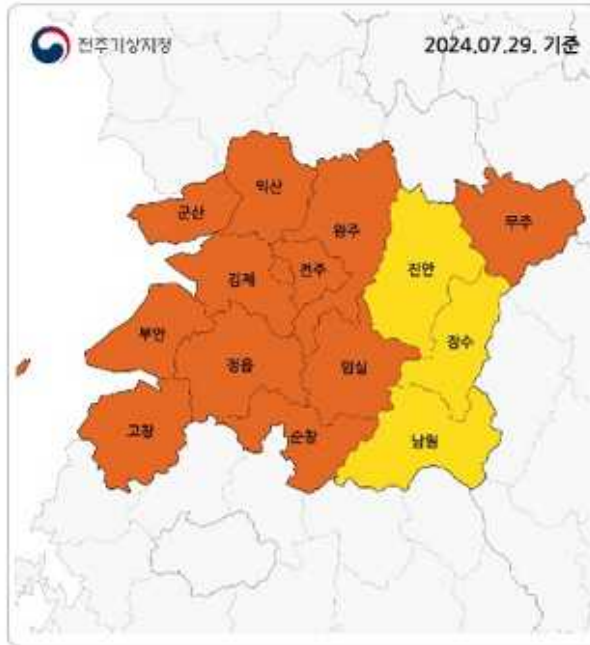 전주기상지청
2024.07.29. 기준
익산
군산
완주
무주
전주
김제
진안
부안
장수
정읍
임실
고창
순창
남원